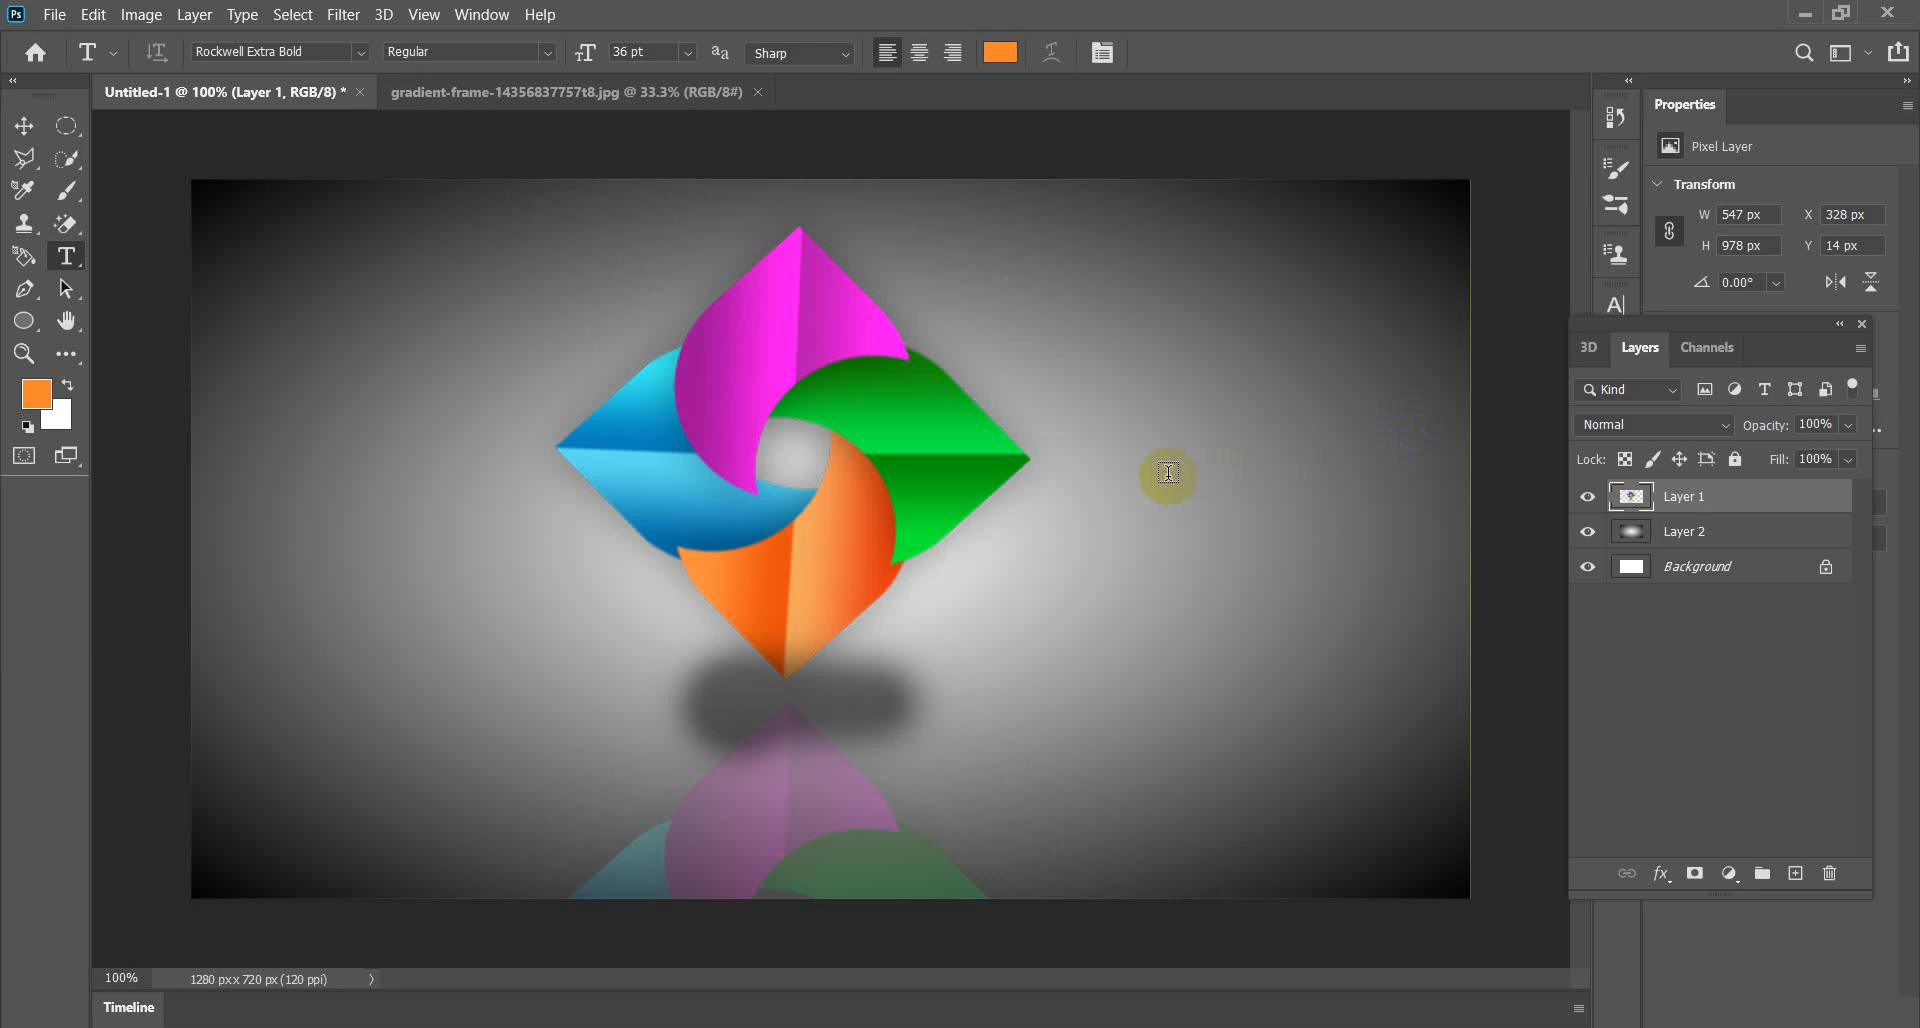 Ps File Edit Image Layer Type Select Filter 3D View Window Help
T Rockwell Extra Bold Regular 36 pt aa Sharp
Untitled-1 @ 100% (Layer 1, RGB/8) * gradient-frame-14356837757t8.jpg @ 33.3% (RGB/8#)
Properties
Pixel Layer
Transform
W 547 px X 328 px
H 978 px Y 14 px
0.00°
3D Layers Channels
Kind
Normal Opacity: 100%
Lock: Fill: 100%
Layer 1
Layer 2
Background
fx
100% 1280 px x 720 px (120 ppi)
Timeline